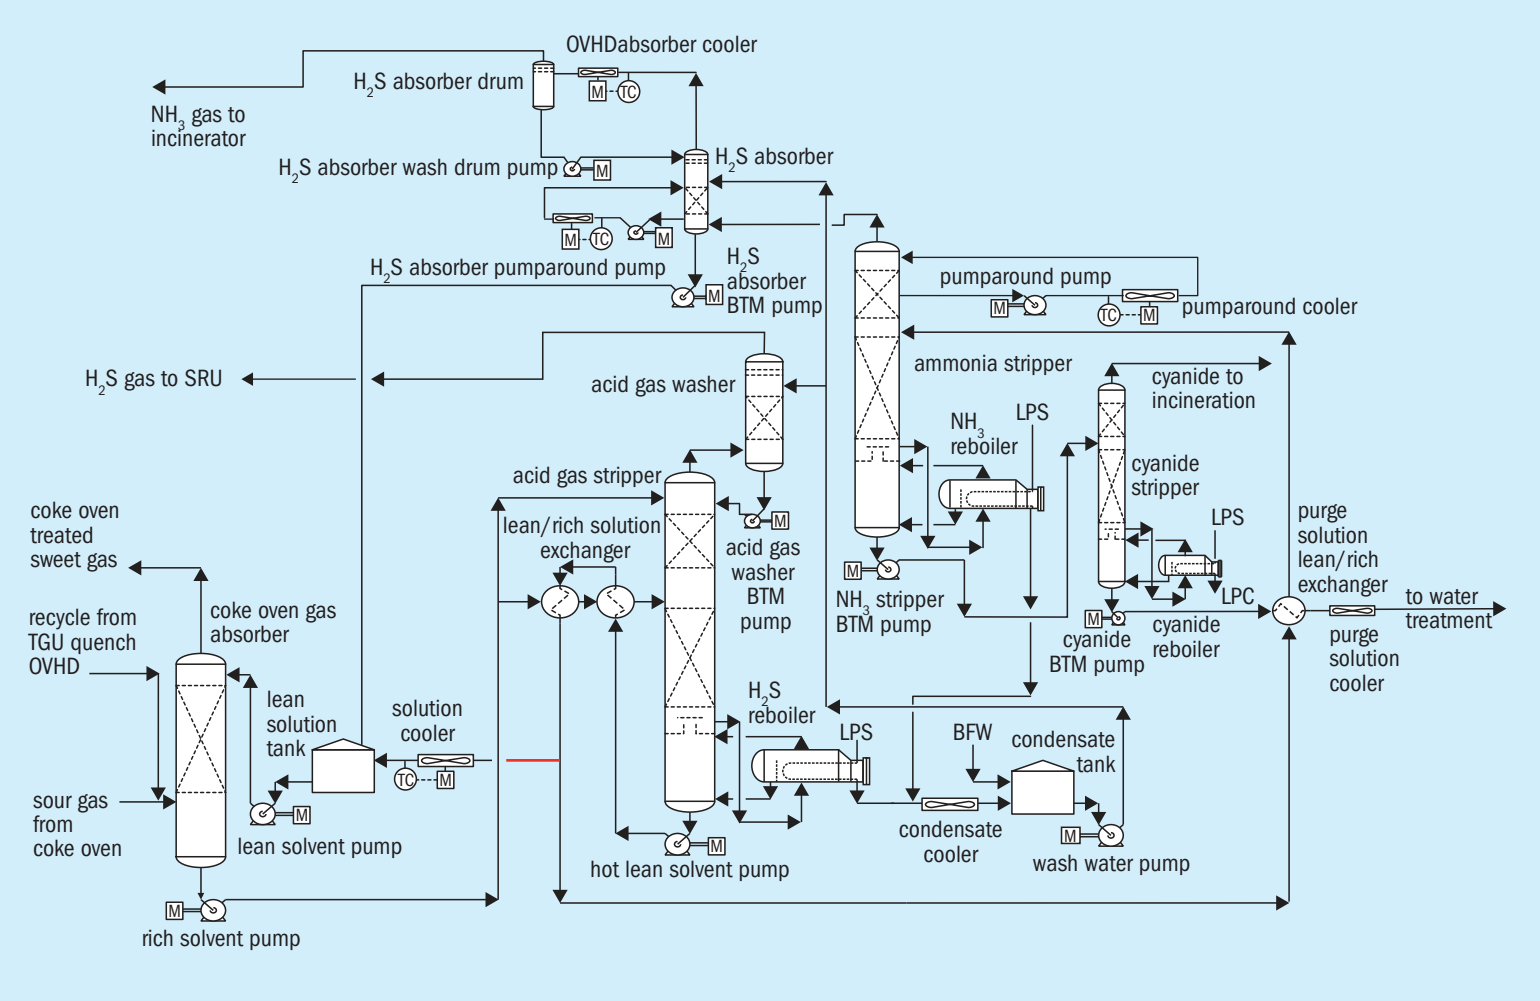 OVHDabsorber cooler
H2S absorber drum
M
TC
NH3 gas to
incinerator
H2S absorber wash drum pump
M
H2S absorber
M
TC
M
H2S absorber pumparound pump
H2S
absorber
BTM pump
M
pumparound pump
M
TC
M
pumparound cooler
H2S gas to SRU
acid gas washer
ammonia stripper
cyanide to
incineration
NH3
reboiler
LPS
acid gas stripper
cyanide
stripper
coke oven
treated
sweet gas
lean/rich solution
exchanger
M
acid gas
washer
BTM
pump
LPS
purge
solution
lean/rich
exchanger
M
NH3 stripper
BTM pump
LPC
M
cyanide
BTM pump
cyanide
reboiler
to water
treatment
purge
solution
cooler
recycle from
TGU quench
OVHD
coke oven gas
absorber
lean
solution
tank
solution
cooler
TC
M
H2S
reboiler
LPS
BFW
condensate
tank
sour gas
from
coke oven
M
lean solvent pump
M
hot lean solvent pump
condensate
cooler
M
wash water pump
M
rich solvent pump